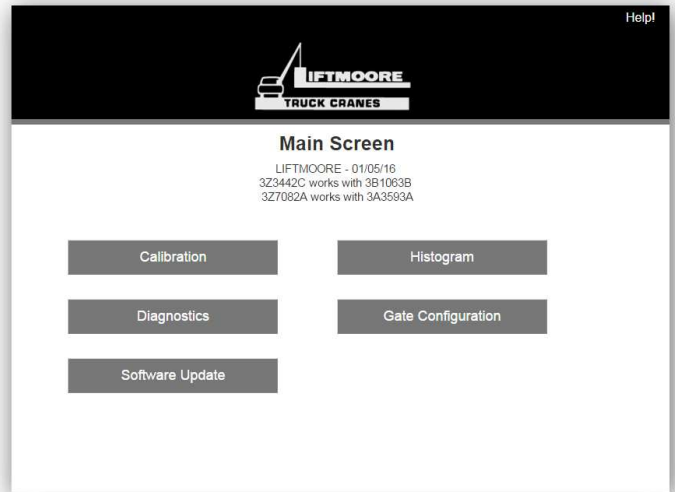 Help!
LIFTMOORE
TRUCK CRANES
Main Screen
LIFTMOORE - 01/05/16
3Z3442C works with 3B1063B
3Z7082A works with 3A3593A
Calibration
Histogram
Diagnostics
Gate Configuration
Software Update